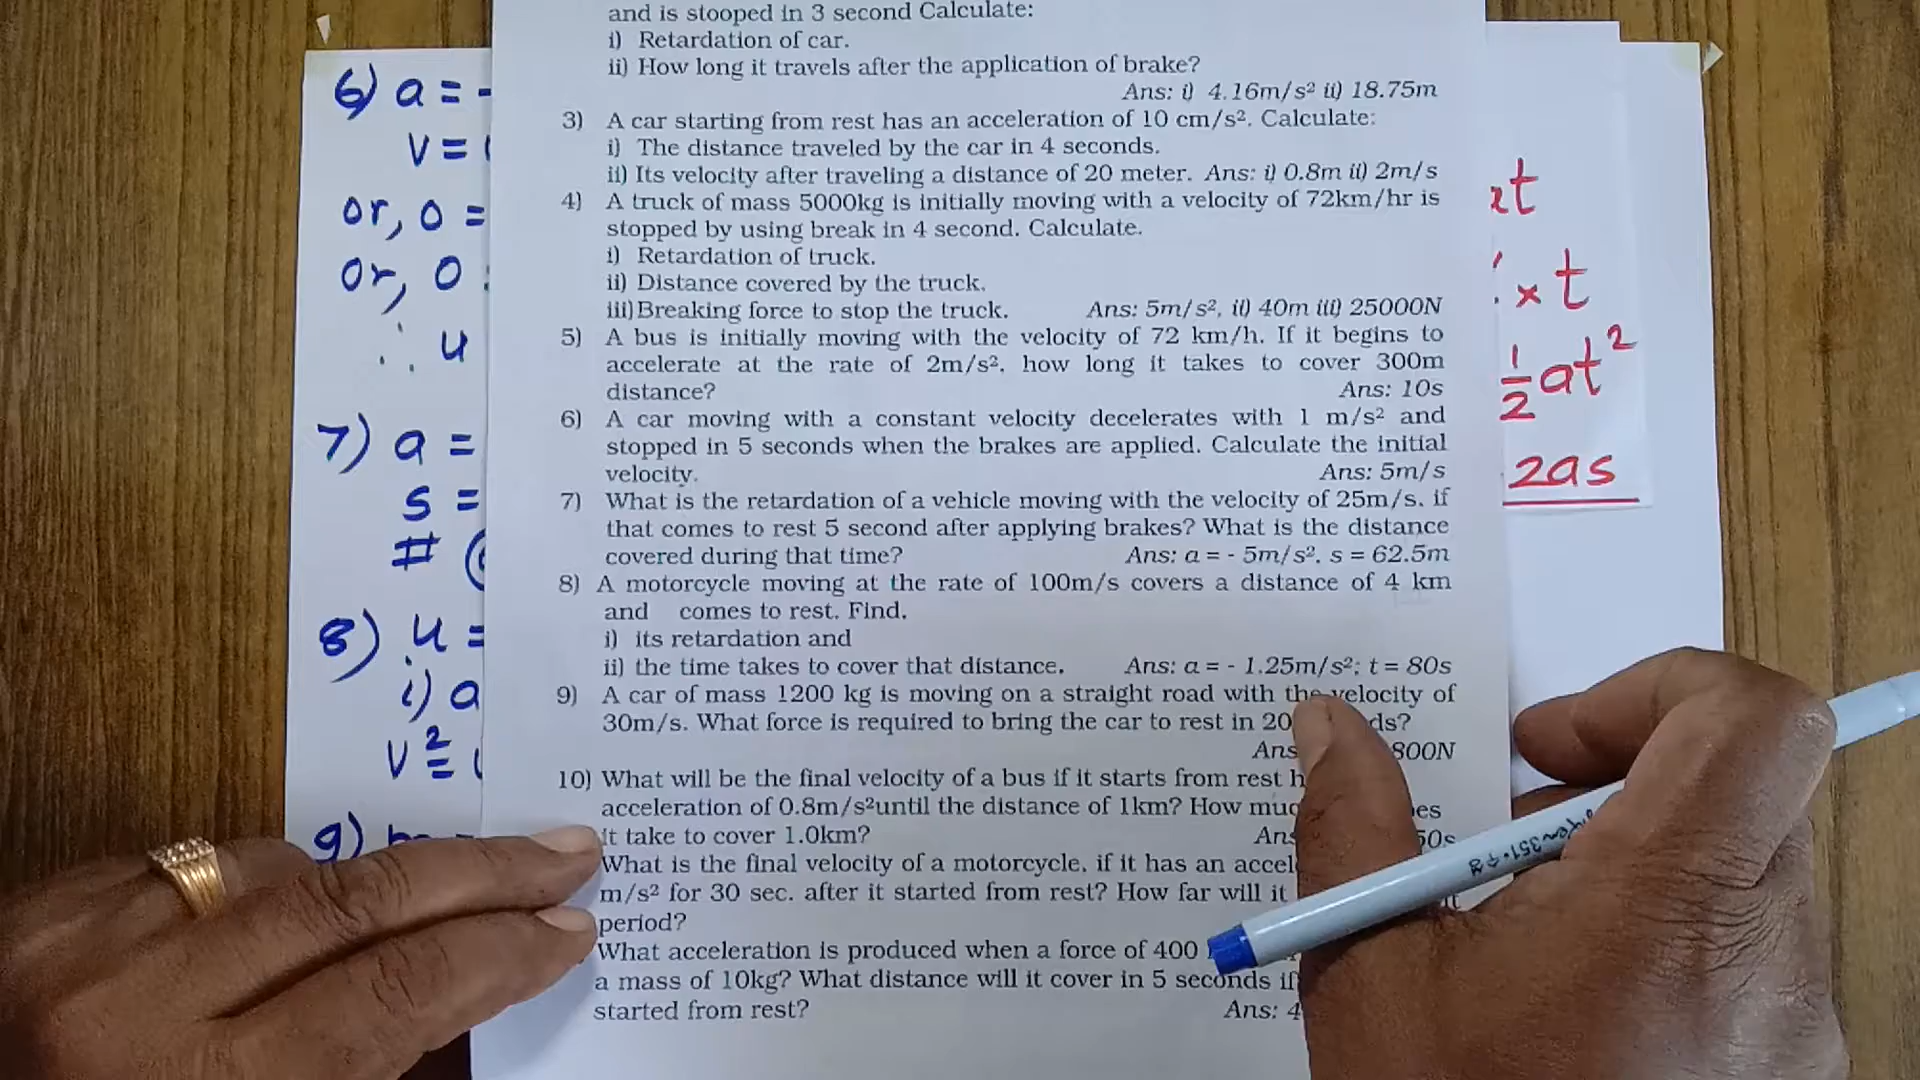 and is stooped in 3 second Calculate:
i) Retardation of car.
ii) How long it travels after the application of brake?
Ans: i) 4.16m/s² ii) 18.75m
3) A car starting from rest has an acceleration of 10 cm/s². Calculate:
i) The distance traveled by the car in 4 seconds.
ii) Its velocity after traveling a distance of 20 meter. Ans: i) 0.8m ii) 2m/s
4) A truck of mass 5000kg is initially moving with a velocity of 72km/hr is
stopped by using break in 4 second. Calculate.
i) Retardation of truck.
ii) Distance covered by the truck.
iii) Breaking force to stop the truck. Ans: 5m/s², ii) 40m iii) 25000N
5) A bus is initially moving with the velocity of 72 km/h. If it begins to
accelerate at the rate of 2m/s², how long it takes to cover 300m
distance? Ans: 10s
6) A car moving with a constant velocity decelerates with 1 m/s² and
stopped in 5 seconds when the brakes are applied. Calculate the initial
velocity. Ans: 5m/s
7) What is the retardation of a vehicle moving with the velocity of 25m/s, if
that comes to rest 5 second after applying brakes? What is the distance
covered during that time? Ans: a = - 5m/s², s = 62.5m
8) A motorcycle moving at the rate of 100m/s covers a distance of 4 km
and comes to rest. Find.
i) its retardation and
ii) the time takes to cover that distance. Ans: a = - 1.25m/s²; t = 80s
9) A car of mass 1200 kg is moving on a straight road with the velocity of
30m/s. What force is required to bring the car to rest in 20 ds?
Ans 800N
10) What will be the final velocity of a bus if it starts from rest h
acceleration of 0.8m/s²until the distance of 1km? How muc es
it take to cover 1.0km? Ans 50s
What is the final velocity of a motorcycle, if it has an accel
m/s² for 30 sec. after it started from rest? How far will it
period?
What acceleration is produced when a force of 400
a mass of 10kg? What distance will it cover in 5 seconds if
started from rest? Ans: 4
6) a = -
v =
or, 0 =
or, 0
∴ u
7) a =
s =
#
8) u =
i) a
v² =
9)
xt
x t
1/2 at²
2as